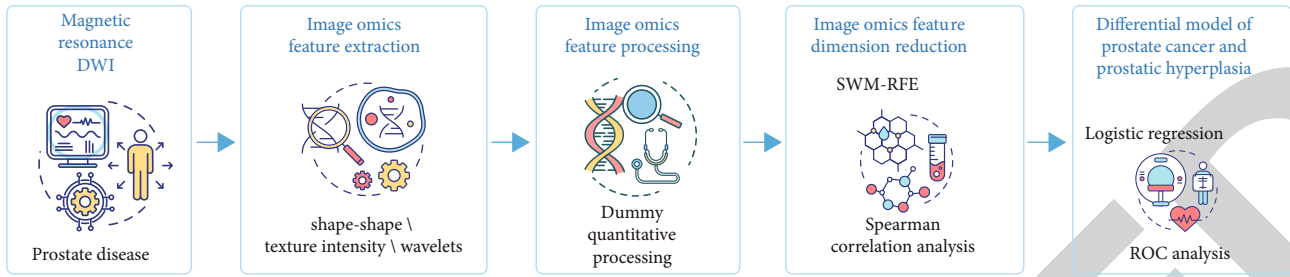 Magnetic
resonance
DWI
Prostate disease
Image omics
feature extraction
shape-shape \
texture intensity \ wavelets
Image omics
feature processing
Dummy
quantitative
processing
Image omics feature
dimension reduction
SWM-RFE
Spearman
correlation analysis
Differential model of
prostate cancer and
prostatic hyperplasia
Logistic regression
ROC analysis